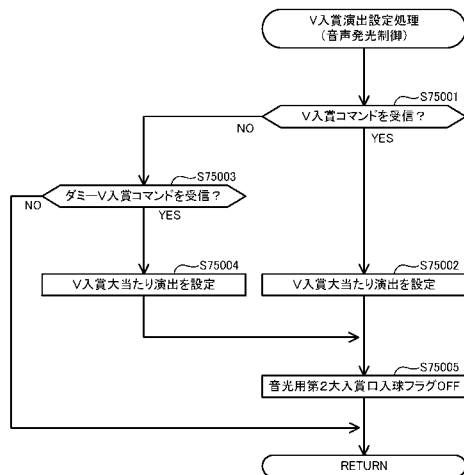 V入賞演出設定処理
(音声発光制御)
S75001
V入賞コマンドを受信？
NO
YES
S75003
ダミーV入賞コマンドを受信？
NO
YES
S75004
V入賞大当たり演出を設定
S75002
V入賞大当たり演出を設定
S75005
音光用第2大入賞口入球フラグOFF
RETURN